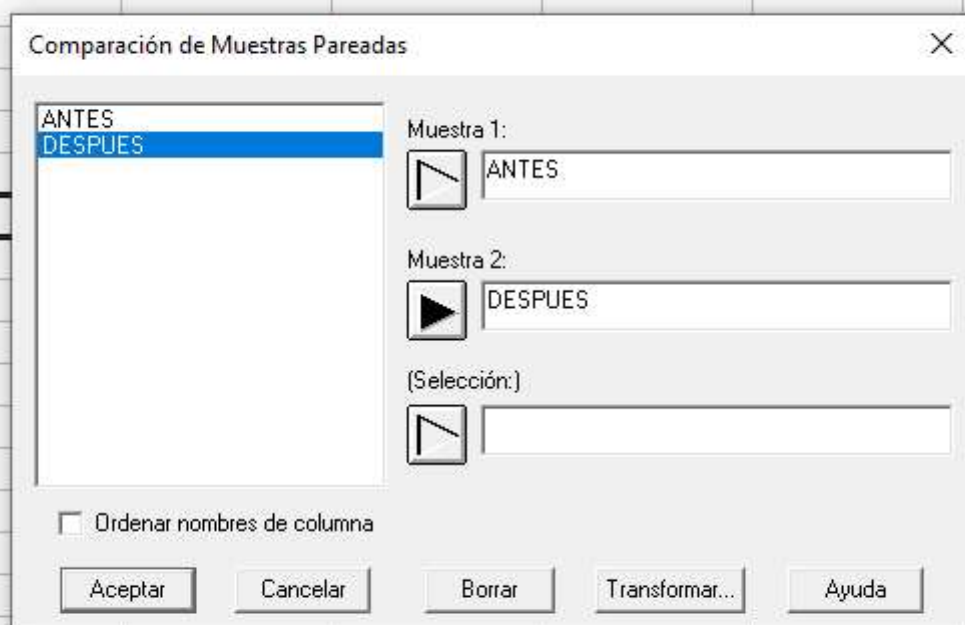 Comparación de Muestras Pareadas
ANTES
DESPUES
Muestra 1:
ANTES
Muestra 2:
DESPUES
(Selección:)
Ordenar nombres de columna
Aceptar
Cancelar
Borrar
Transformar...
Ayuda